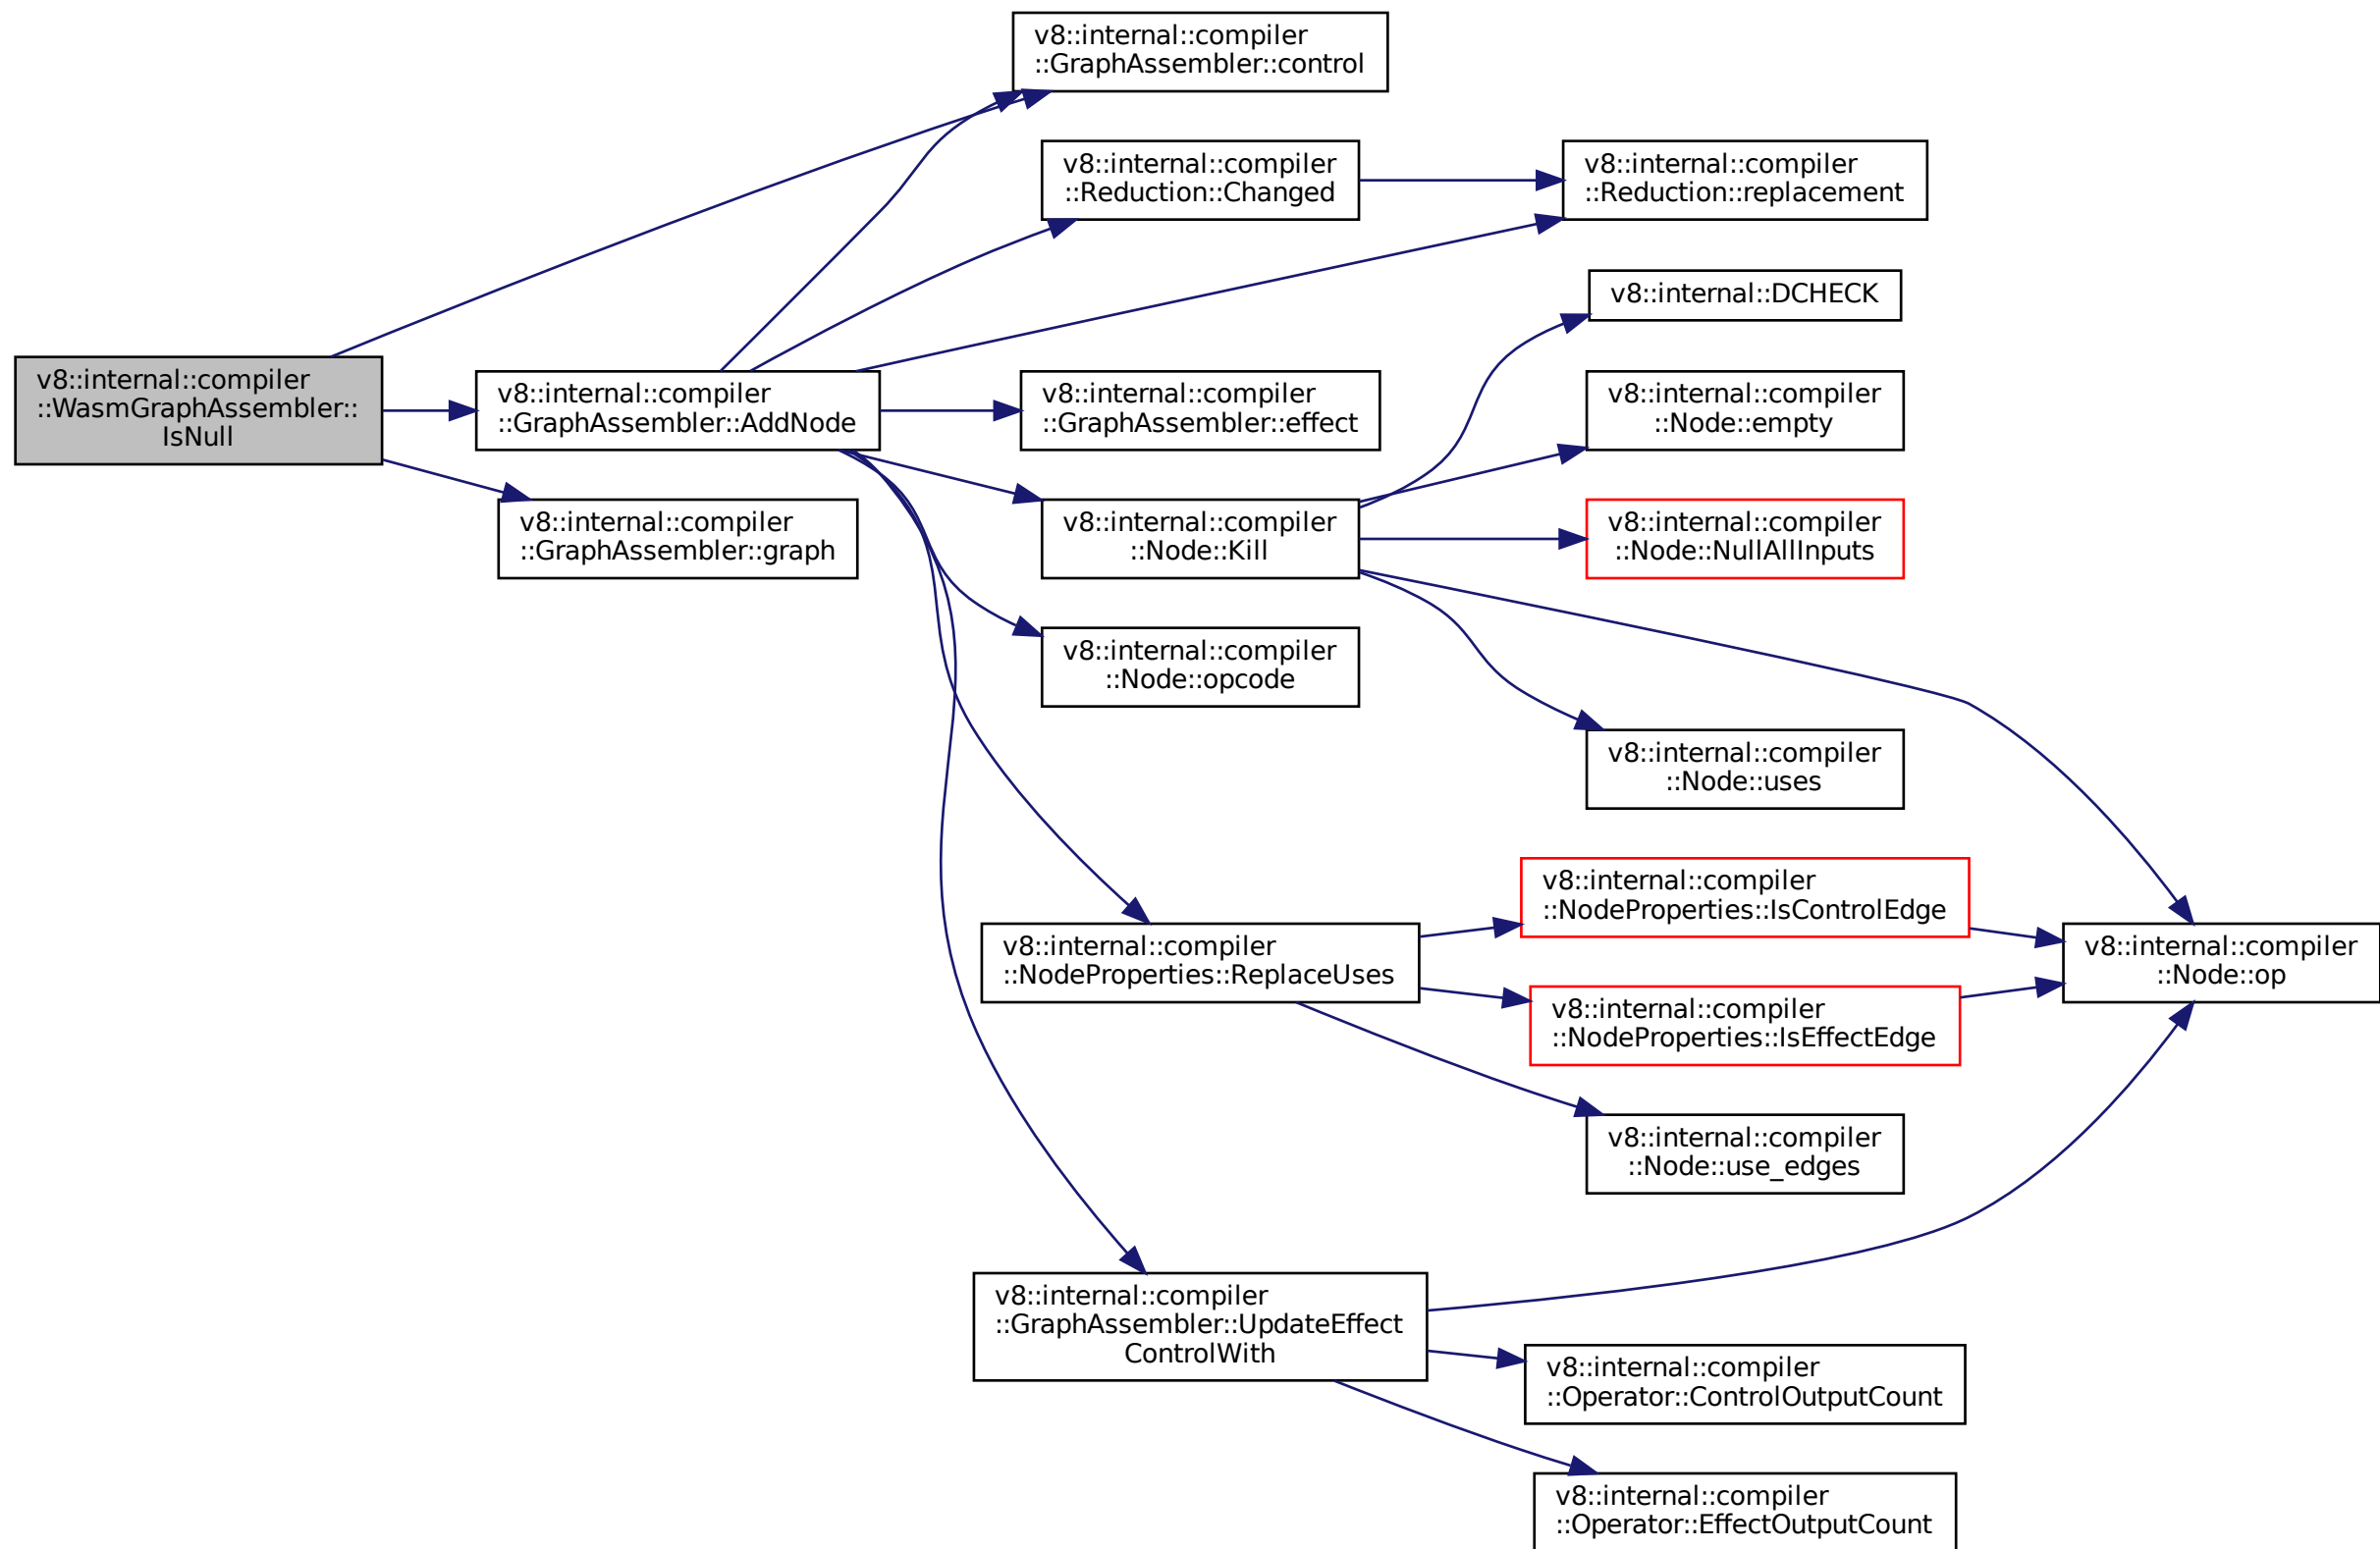 v8::internal::compiler
::GraphAssembler::control
v8::internal::compiler
::Reduction::Changed
v8::internal::compiler
::Reduction::replacement
v8::internal::DCHECK
v8::internal::compiler
::WasmGraphAssembler::
IsNull
v8::internal::compiler
::GraphAssembler::AddNode
v8::internal::compiler
::GraphAssembler::effect
v8::internal::compiler
::Node::empty
v8::internal::compiler
::GraphAssembler::graph
v8::internal::compiler
::Node::Kill
v8::internal::compiler
::Node::NullAllInputs
v8::internal::compiler
::Node::opcode
v8::internal::compiler
::Node::uses
v8::internal::compiler
::NodeProperties::IsControlEdge
v8::internal::compiler
::NodeProperties::ReplaceUses
v8::internal::compiler
::Node::op
v8::internal::compiler
::NodeProperties::IsEffectEdge
v8::internal::compiler
::Node::use_edges
v8::internal::compiler
::GraphAssembler::UpdateEffect
ControlWith
v8::internal::compiler
::Operator::ControlOutputCount
v8::internal::compiler
::Operator::EffectOutputCount